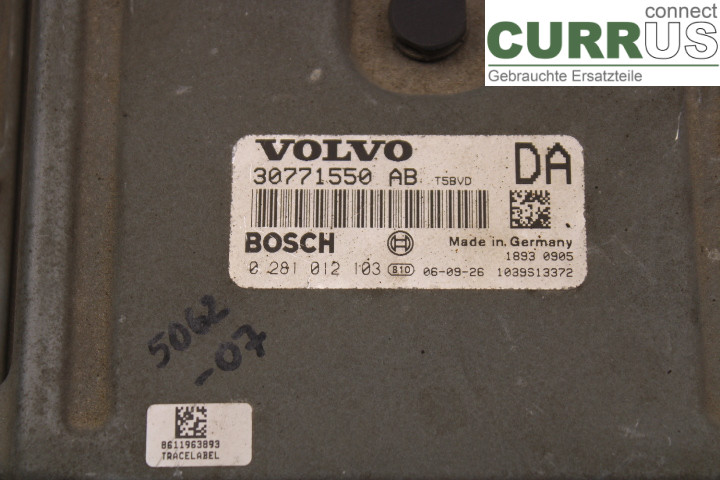 connect
CURRUS
Gebrauchte Ersatzteile
VOLVO DA
30771550 AB T5BVD
BOSCH Made in Germany
1893 0905
0 281 012 103 B10 06-09-26 1039S13372
5062
-07
8611963893
TRACELABEL